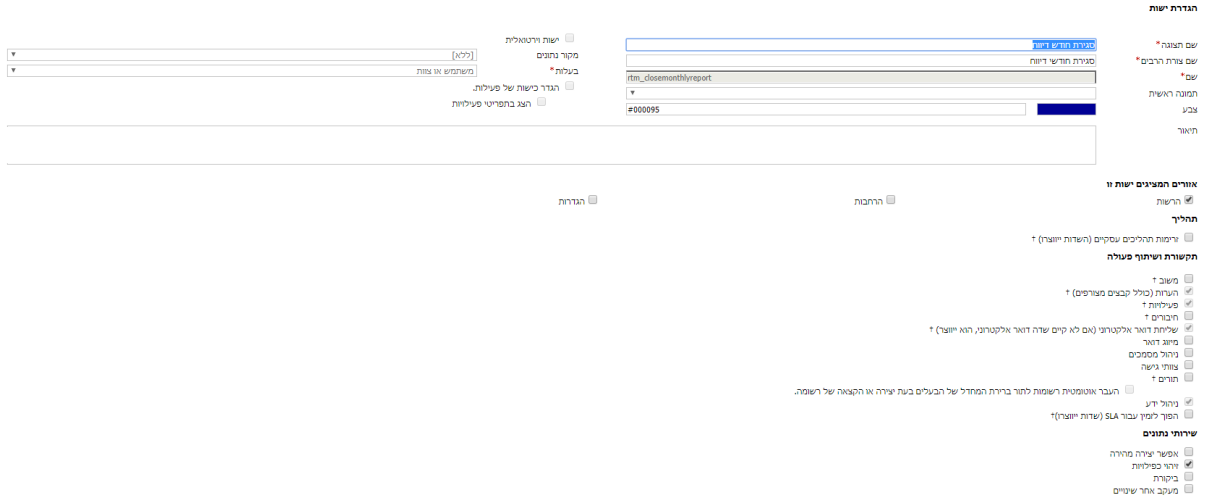 הגדרת ישות
שם תצוגה* סגירת חודש דיווח
שם צורת הרבים* סגירת חודשי דיווח
שם* rtm_closemonthlyreport
תמונה ראשית
צבע #000095
ישות וירטואלית
מקור נתונים [ללא]
בעלות* משתמש או צוות
הגדר כישות של פעילות.
הצג בתפריטי פעילויות
תיאור
אזורים המציגים ישות זו
הרשות הרחבות הגדרות
תהליך
זרימות תהליכים עסקיים (השדות ייווצרו) †
תקשורת ושיתוף פעולה
משוב †
הערות (כולל קבצים מצורפים) †
פעילויות †
חיבורים †
שליחת דואר אלקטרוני (אם לא קיים שדה דואר אלקטרוני, הוא ייווצר) †
מיזוג דואר
ניהול מסמכים
צוותי גישה
תורים †
העבר אוטומטית רשומות לתור ברירת המחדל של הבעלים בעת יצירה או הקצאה של רשומה.
ניהול ידע
הפוך לזמין עבור SLA (שדות ייווצרו)†
שירותי נתונים
אפשר יצירה מהירה
זיהוי כפילויות
ביקורת
מעקב אחר שינויים